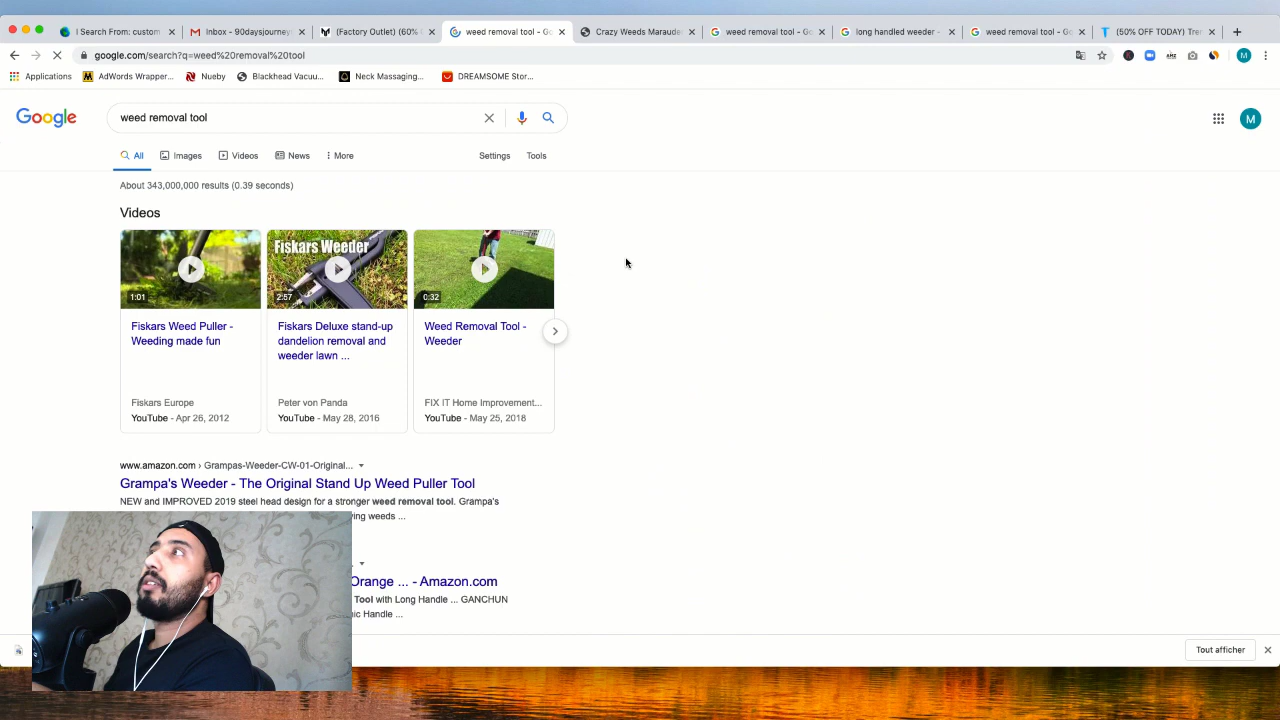 I Search From: custom
Inbox - 90daysjourney
(Factory Outlet) (60%
weed removal tool - Go
Crazy Weeds Maraude
weed removal tool - Go
long handled weeder -
weed removal tool - Go
(50% OFF TODAY) Tre
google.com/search?q=weed%20removal%20tool
M
Applications
AdWords Wrapper...
Nueby
Blackhead Vacuu...
Neck Massaging...
DREAMSOME Stor...
Google
weed removal tool
M
All
Images
Videos
News
More
Settings
Tools
About 343,000,000 results (0.39 seconds)
Videos
Fiskars Weeder
1:01
2:57
0:32
Fiskars Weed Puller -
Weeding made fun
Fiskars Deluxe stand-up
dandelion removal and
weeder lawn ...
Weed Removal Tool -
Weeder
Fiskars Europe
Peter von Panda
FIX IT Home Improvement...
YouTube - Apr 26, 2012
YouTube - May 28, 2016
YouTube - May 25, 2018
www.amazon.com › Grampas-Weeder-CW-01-Original...
Grampa's Weeder - The Original Stand Up Weed Puller Tool
NEW and IMPROVED 2019 steel head design for a stronger weed removal tool. Grampa's
ing weeds ...
Orange ... - Amazon.com
Tool with Long Handle ... GANCHUN
ic Handle ...
Tout afficher